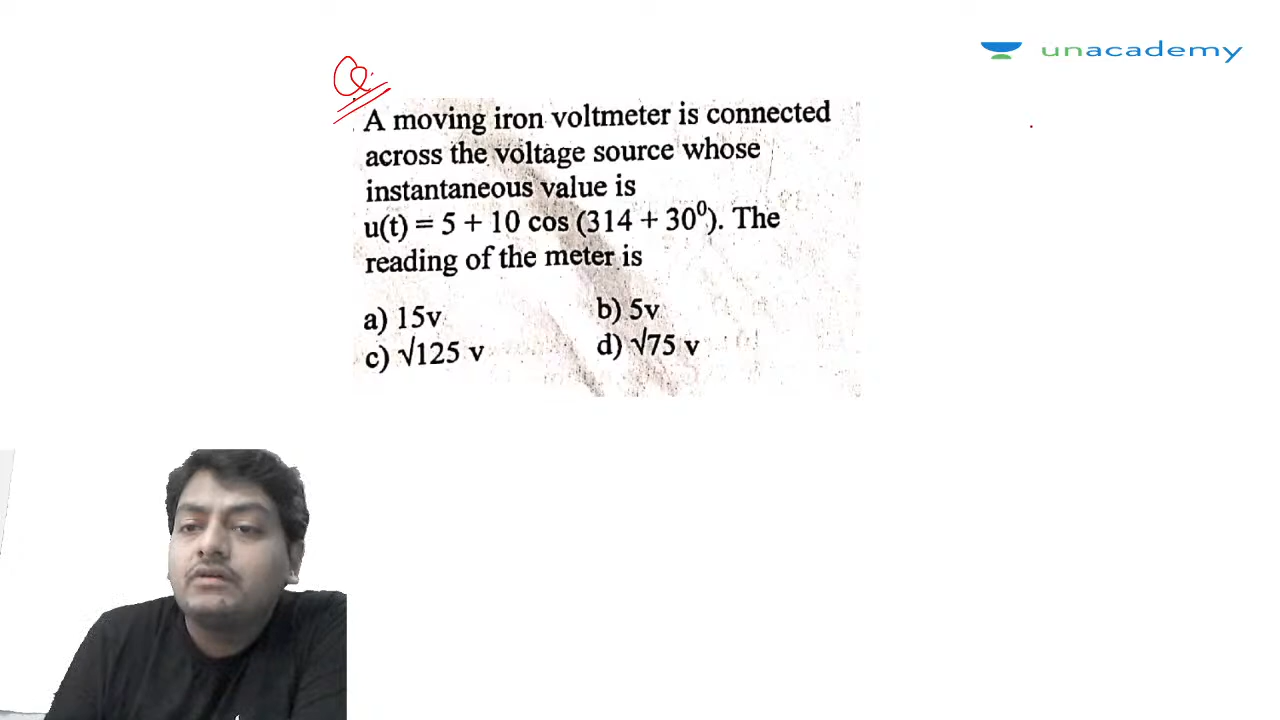 unacademy
Q.
A moving iron voltmeter is connected
across the voltage source whose
instantaneous value is
u(t) = 5 + 10 cos (314 + 30⁰). The
reading of the meter is
a) 15v
b) 5v
c) √125 v
d) √75 v